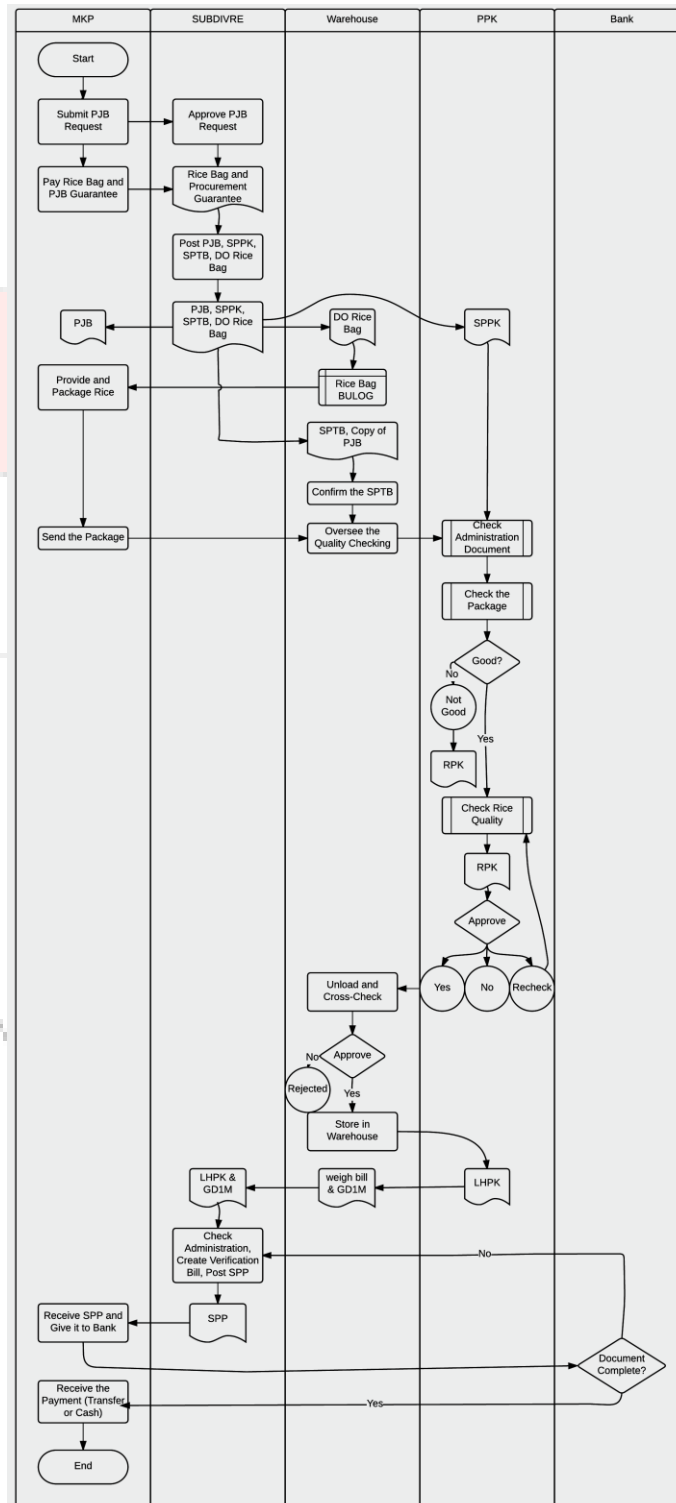 MKP
SUBDIVRE
Warehouse
PPK
Bank
Start
Submit PJB
Request
Approve PJB
Request
Pay Rice Bag and
PJB Guarantee
Rice Bag and
Procurement
Guarantee
Post PJB, SPPK,
SPTB, DO Rice
Bag
PJB
PJB, SPPK,
SPTB, DO Rice
Bag
DO Rice
Bag
SPPK
Provide and
Package Rice
Rice Bag
BULOG
SPTB, Copy of
PJB
Confirm the SPTB
Send the Package
Oversee the
Quality Checking
Check
Administration
Document
Check the
Package
Good?
No
Not
Good
Yes
RPK
Check Rice
Quality
RPK
Approve
Yes
No
Recheck
Unload and
Cross-Check
Approve
No
Rejected
Yes
Store in
Warehouse
LHPK &
GD1M
weigh bill
& GD1M
LHPK
Check
Administration,
Create Verification
Bill, Post SPP
No
Receive SPP and
Give it to Bank
SPP
Document
Complete?
Receive the
Payment (Transfer
or Cash)
Yes
End